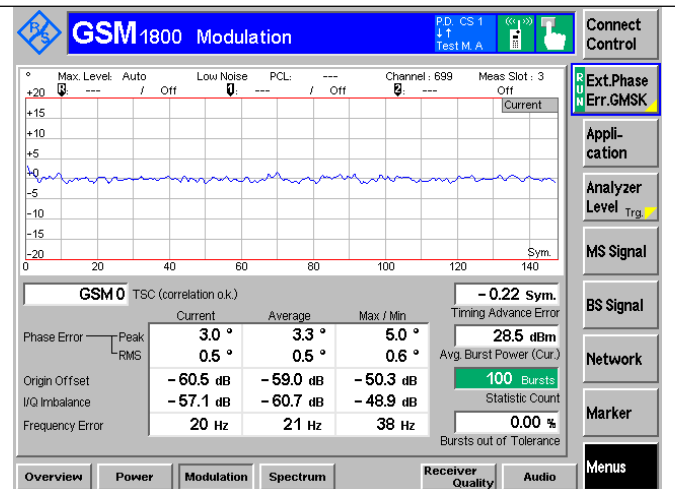 R&S
GSM 1800 Modulation
P.D. CS 1
Test M. A
Connect
Control
° Max. Level: Auto Low Noise PCL: --- Channel : 699 Meas Slot : 3
--- / Off --- / Off --- Off
+20
+15
+10
+5
+0
-5
-10
-15
-20
Current
Sym.
0 20 40 60 80 100 120 140
GSM 0 TSC (correlation o.k.)
– 0.22 Sym.
Timing Advance Error
Current Average Max / Min
Phase Error Peak 3.0 ° 3.3 ° 5.0 °
RMS 0.5 ° 0.5 ° 0.6 °
28.5 dBm
Avg. Burst Power (Cur.)
Origin Offset – 60.5 dB – 59.0 dB – 50.3 dB
I/Q Imbalance – 57.1 dB – 60.7 dB – 48.9 dB
Frequency Error 20 Hz 21 Hz 38 Hz
100 Bursts
Statistic Count
0.00 %
Bursts out of Tolerance
RUN
Ext.Phase
Err.GMSK
Appli-
cation
Analyzer
Level Trg.
MS Signal
BS Signal
Network
Marker
Menus
Overview Power Modulation Spectrum Receiver Quality Audio